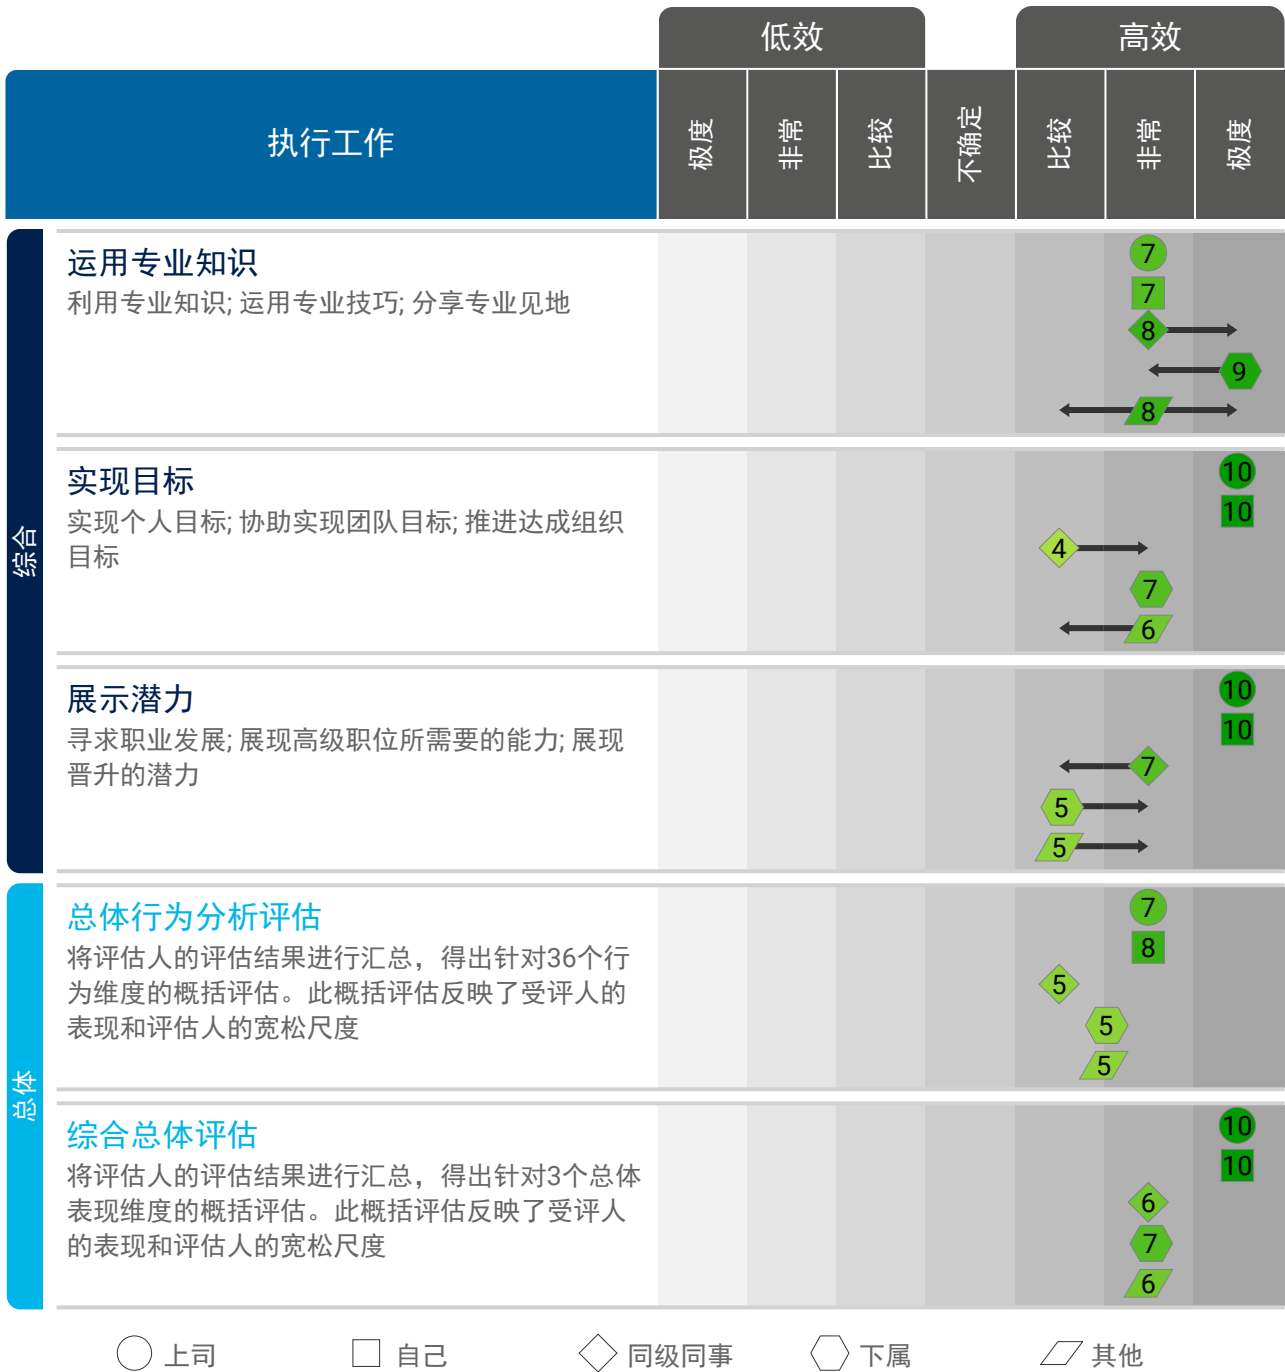 低效
高效
执行工作
极度
非常
比较
不确定
比较
非常
极度
综合
运用专业知识
利用专业知识; 运用专业技巧; 分享专业见地
7
7
8
9
8
实现目标
实现个人目标; 协助实现团队目标; 推进达成组织
目标
10
10
4
7
6
展示潜力
寻求职业发展; 展现高级职位所需要的能力; 展现
晋升的潜力
10
10
7
5
5
总体
总体行为分析评估
将评估人的评估结果进行汇总，得出针对36个行
为维度的概括评估。此概括评估反映了受评人的
表现和评估人的宽松尺度
7
8
5
5
5
综合总体评估
将评估人的评估结果进行汇总，得出针对3个总体
表现维度的概括评估。此概括评估反映了受评人
的表现和评估人的宽松尺度
10
10
6
7
6
上司
自己
同级同事
下属
其他